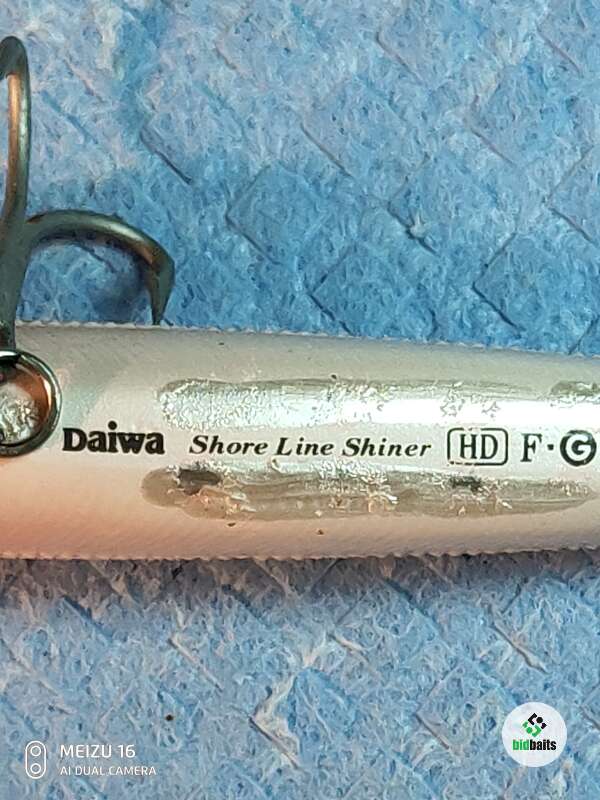 Daiwa Shore Line Shiner HD F·G
bidbaits
MEIZU 16
AI DUAL CAMERA